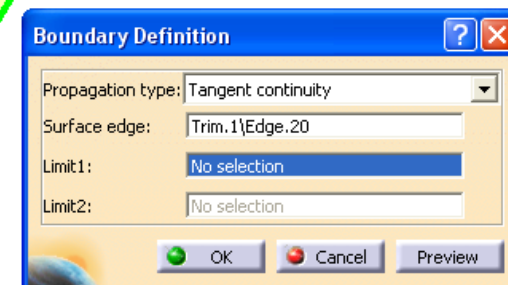 Boundary Definition
Propagation type: Tangent continuity
Surface edge: Trim.1\Edge.20
Limit1: No selection
Limit2: No selection
OK Cancel Preview